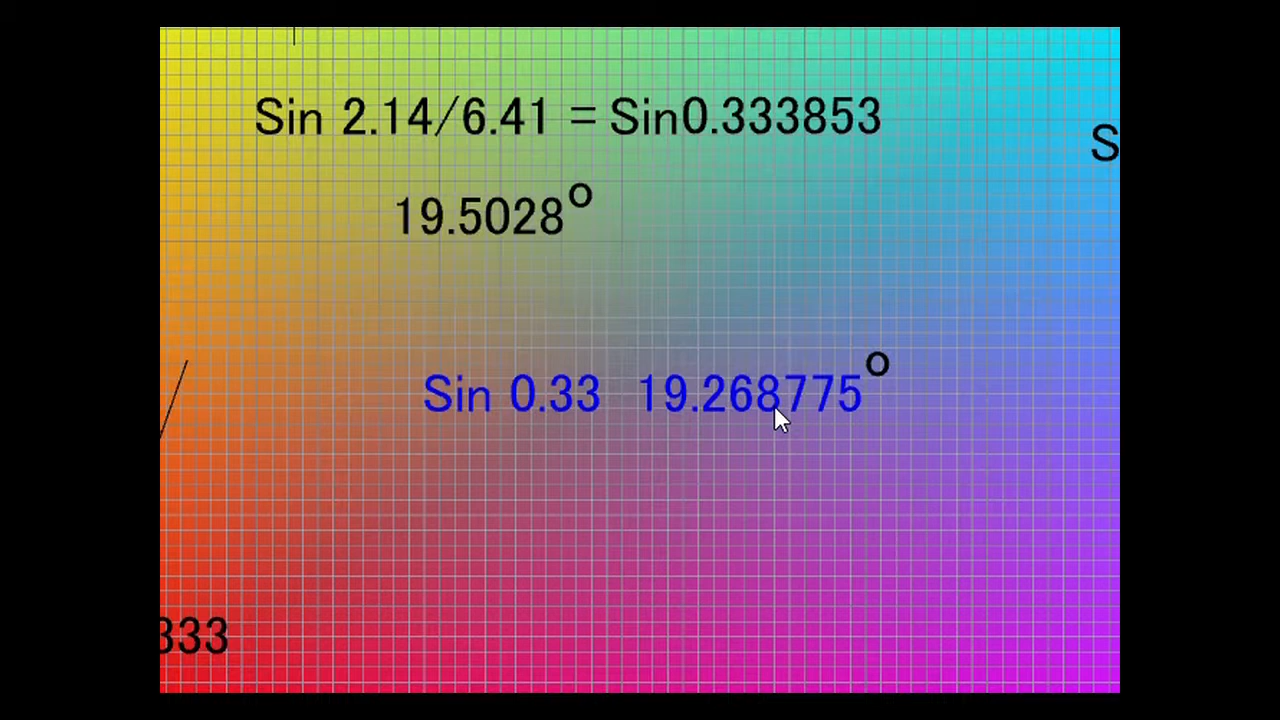 Sin 2.14/6.41 = Sin0.333853
S
19.5028°
Sin 0.33 19.268775°
333